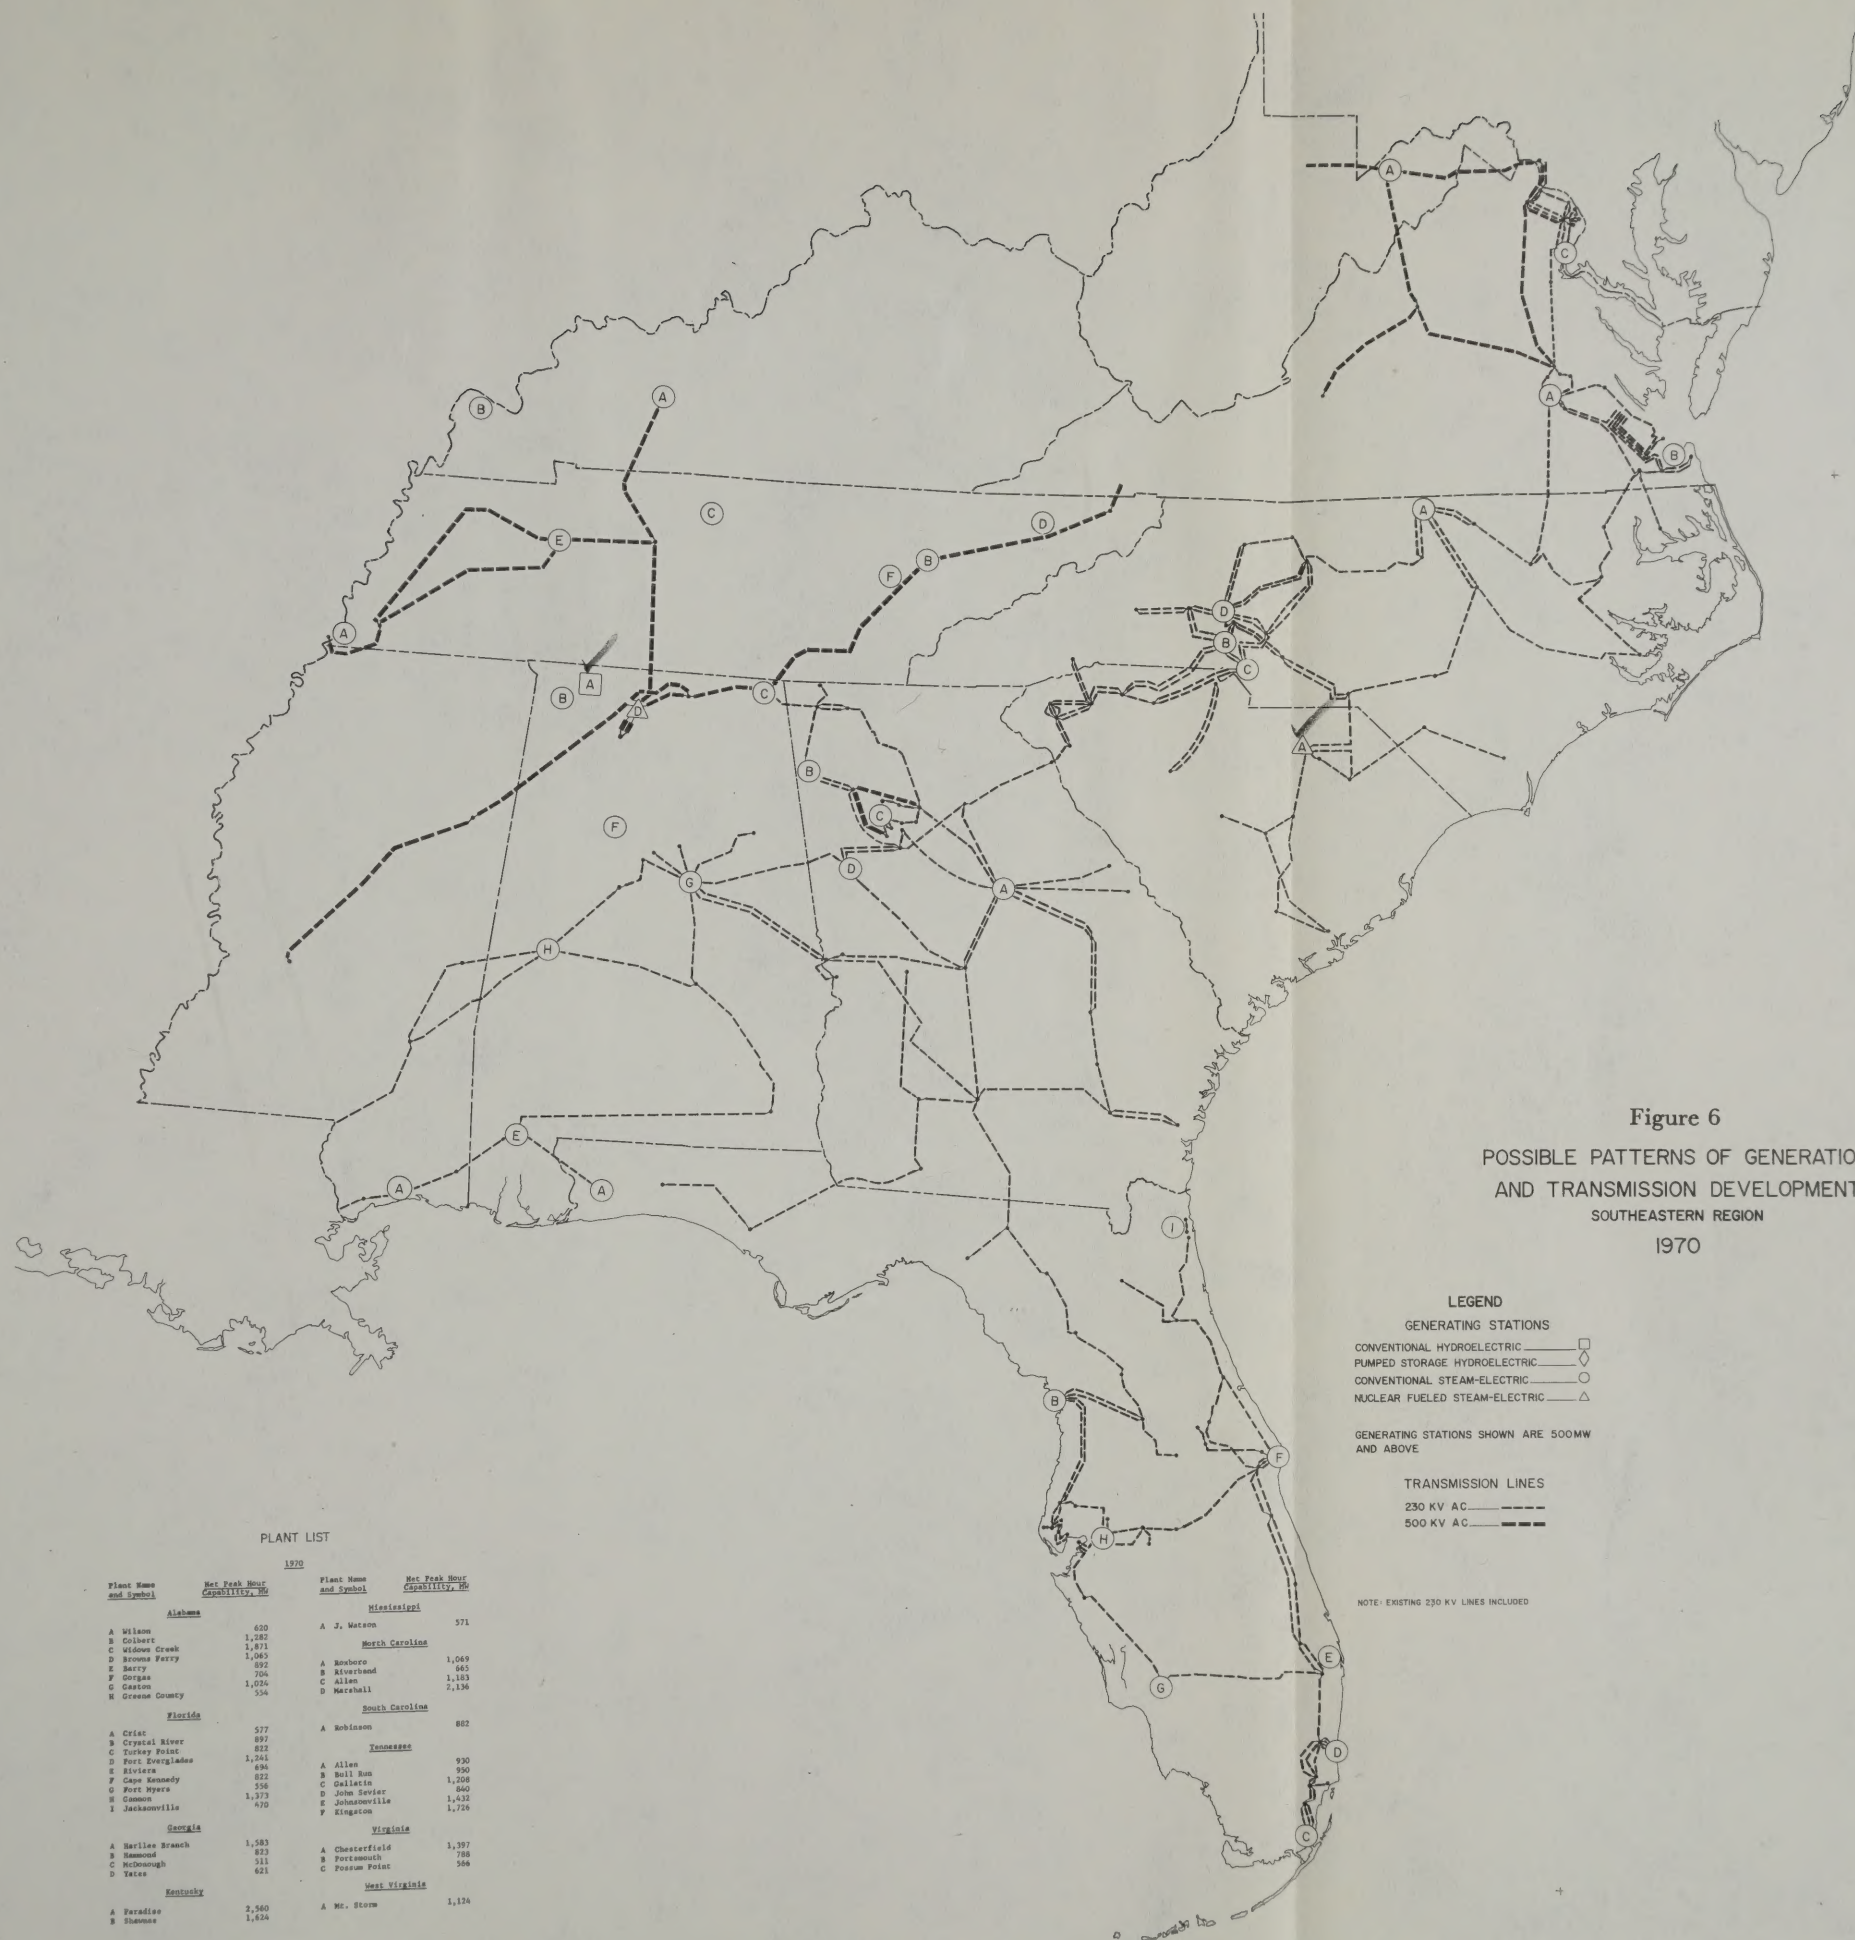 Figure 6
POSSIBLE PATTERNS OF GENERATIO
AND TRANSMISSION DEVELOPMENT
SOUTHEASTERN REGION
1970
LEGEND
GENERATING STATIONS
CONVENTIONAL HYDROELECTRIC
PUMPED STORAGE HYDROELECTRIC
CONVENTIONAL STEAM-ELECTRIC
NUCLEAR FUELED STEAM-ELECTRIC
GENERATING STATIONS SHOWN ARE 500MW
AND ABOVE
TRANSMISSION LINES
230 KV AC
500 KV AC
NOTE: EXISTING 230 KV LINES INCLUDED
PLANT LIST
1970
Plant Name Net Peak Hour
and Symbol Capability, MW
Alabama
A Wilson 620
B Colbert 1,282
C Widows Creek 1,871
D Browns Ferry 1,065
E Barry 892
F Gorgas 704
G Gaston 1,024
H Greene County 554
Florida
A Crist 577
B Crystal River 897
C Turkey Point 822
D Port Everglades 1,241
E Riviera 694
F Cape Kennedy 822
G Fort Myers 556
H Gannon 1,373
I Jacksonville 470
Georgia
A Harllee Branch 1,583
B Hammond 823
C McDonough 511
D Yates 621
Kentucky
A Paradise 2,560
B Shawnee 1,624
Plant Name Net Peak Hour
and Symbol Capability, MW
Mississippi
A J. Watson 571
North Carolina
A Roxboro 1,069
B Riverbend 665
C Allen 1,183
D Marshall 2,136
South Carolina
A Robinson 882
Tennessee
A Allen 930
B Bull Run 950
C Gallatin 1,208
D John Sevier 840
E Johnsonville 1,432
F Kingston 1,726
Virginia
A Chesterfield 1,397
B Portsmouth 788
C Possum Point 566
West Virginia
A Mt. Storm 1,124
A
C
A
B
B
A
C
D
E
B
F
A
A
D
B
C
A
B
D
C
A
B
C
F
D
G
A
H
E
A
A
I
B
F
H
E
G
D
C